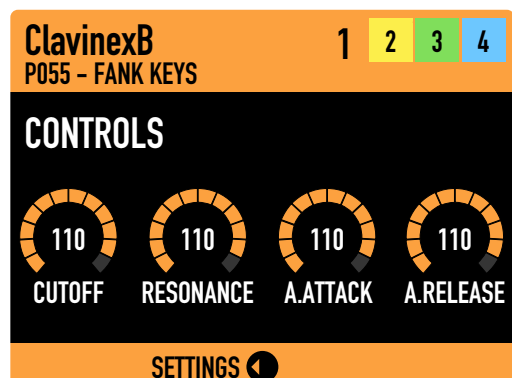 ClavinexB 1 2 3 4
P055 - FANK KEYS
CONTROLS
110 110 110 110
CUTOFF RESONANCE A.ATTACK A.RELEASE
SETTINGS